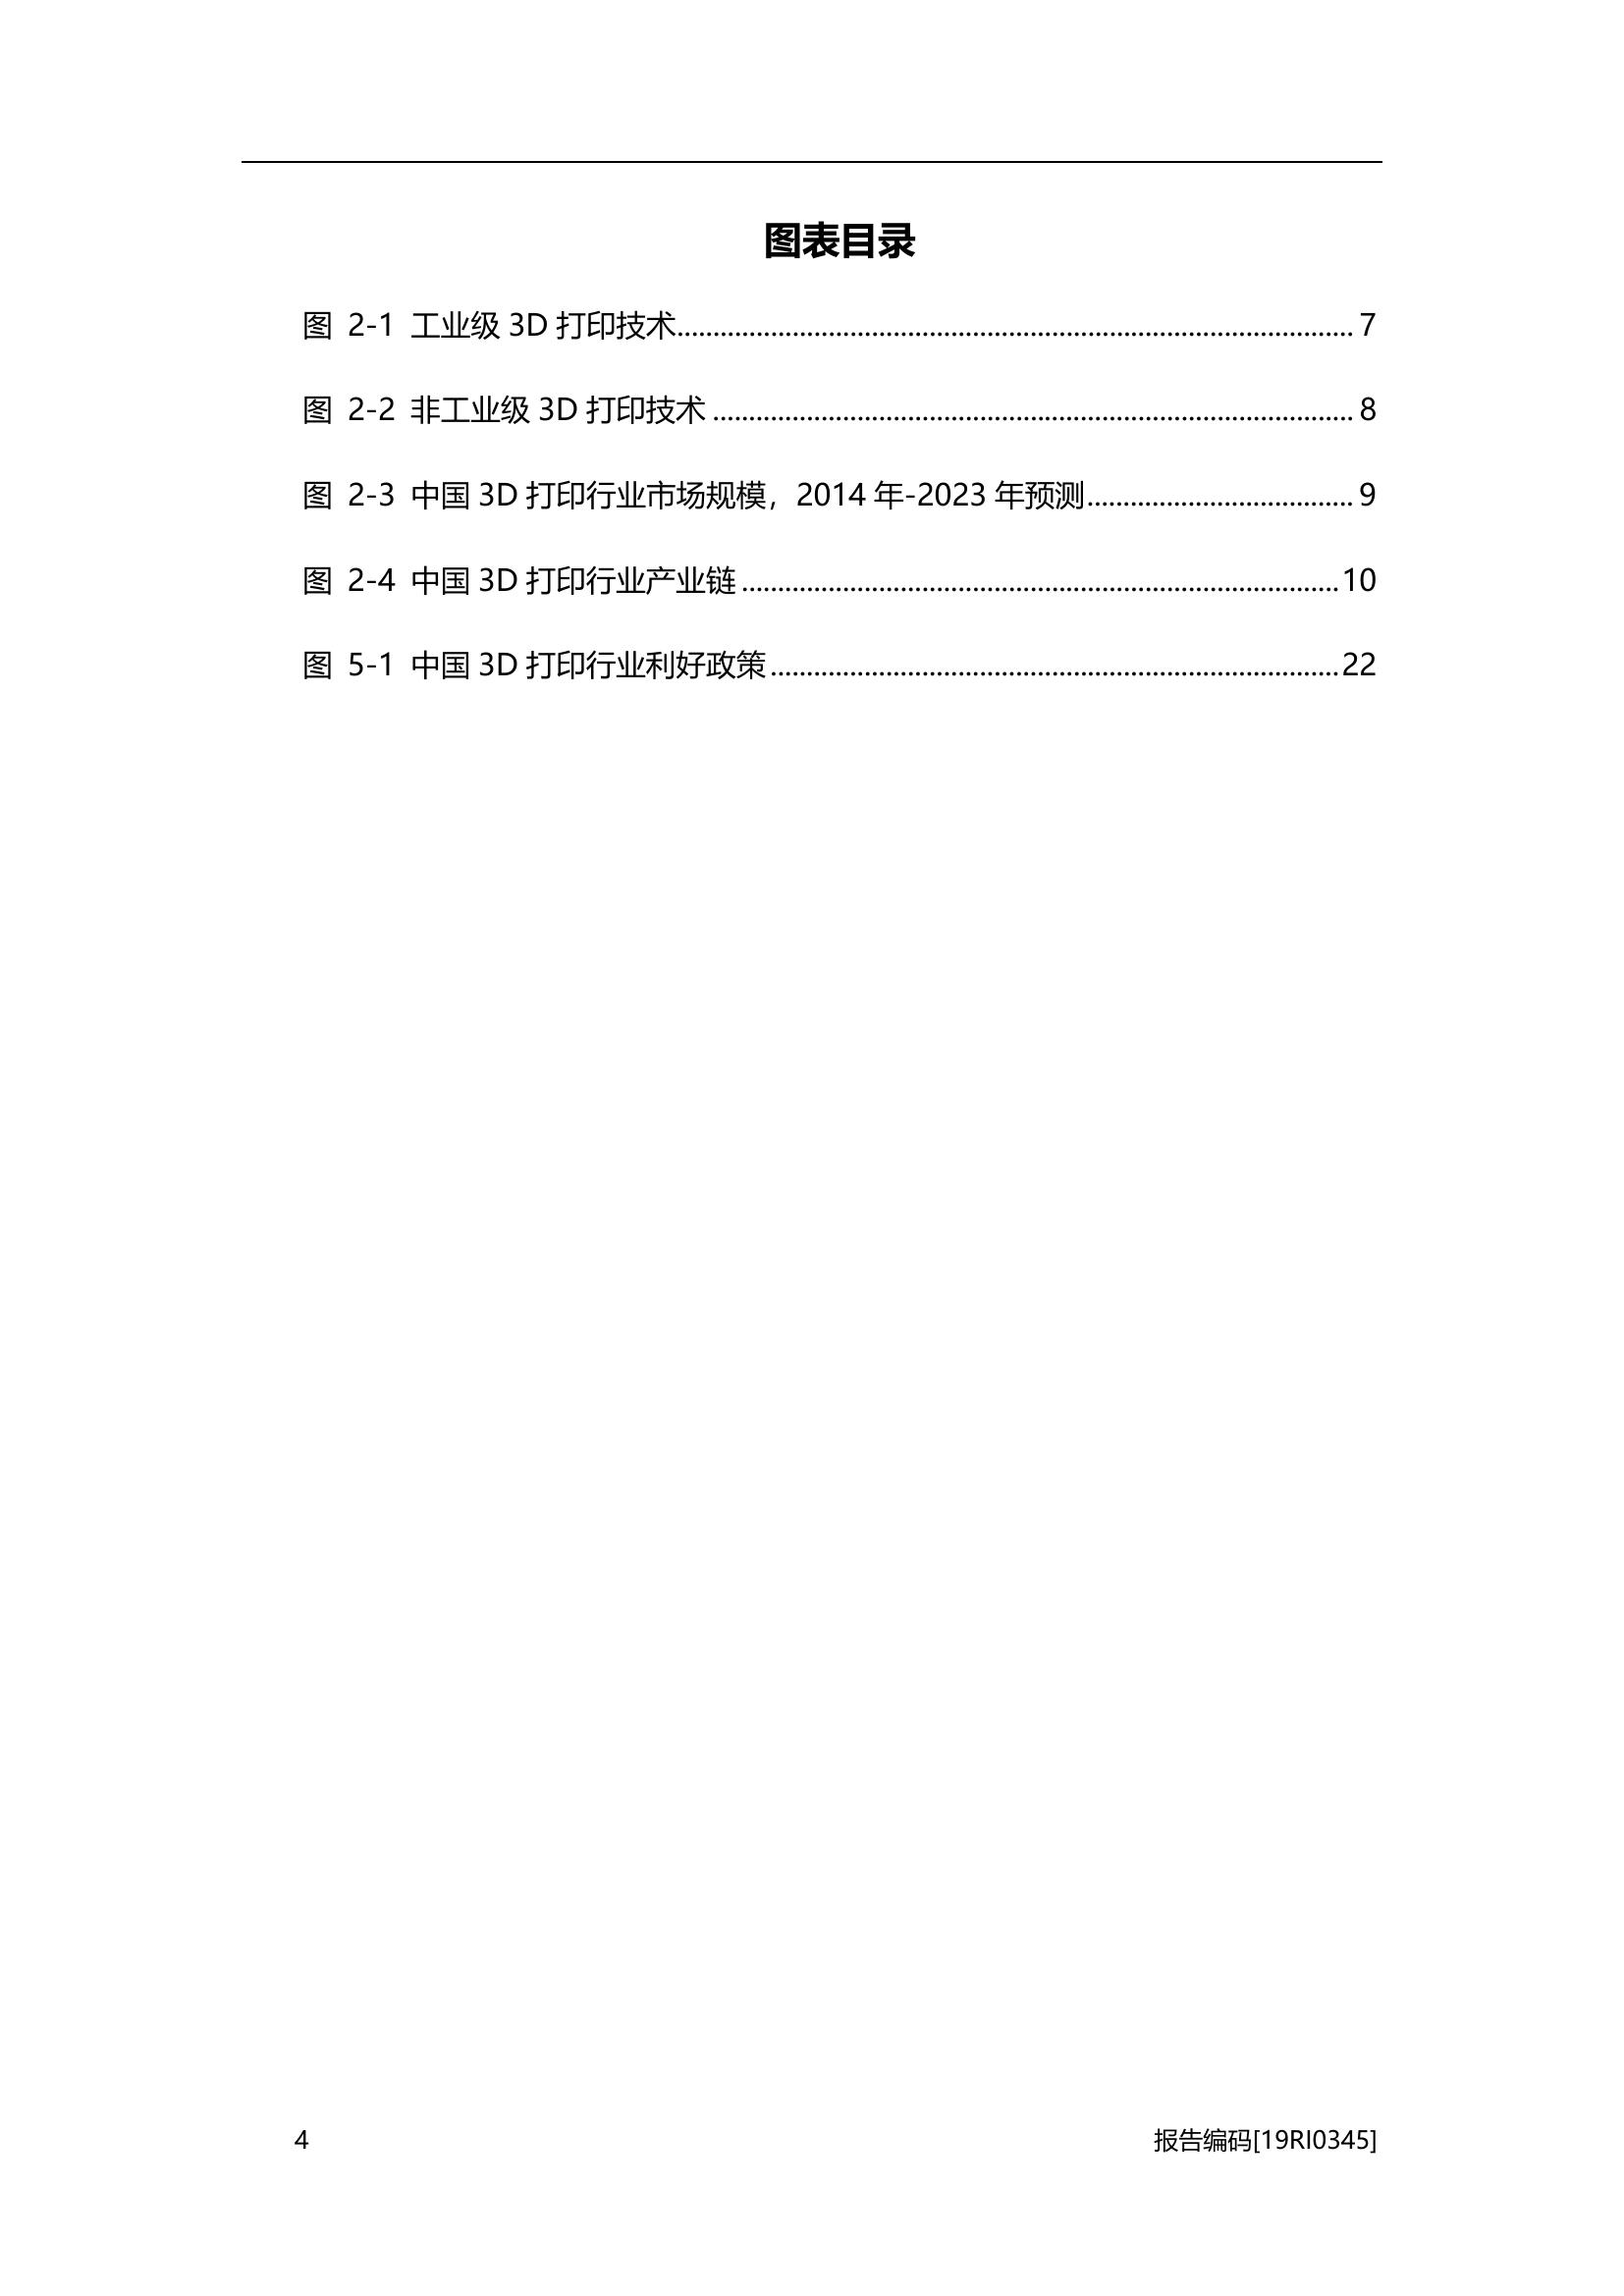 图表目录
图 2-1 工业级 3D 打印技术........................................................................................... 7
图 2-2 非工业级 3D 打印技术 ...................................................................................... 8
图 2-3 中国 3D 打印行业市场规模，2014 年-2023 年预测.................................... 9
图 2-4 中国 3D 打印行业产业链 ................................................................................10
图 5-1 中国 3D 打印行业利好政策 ............................................................................22
4 报告编码[19RI0345]